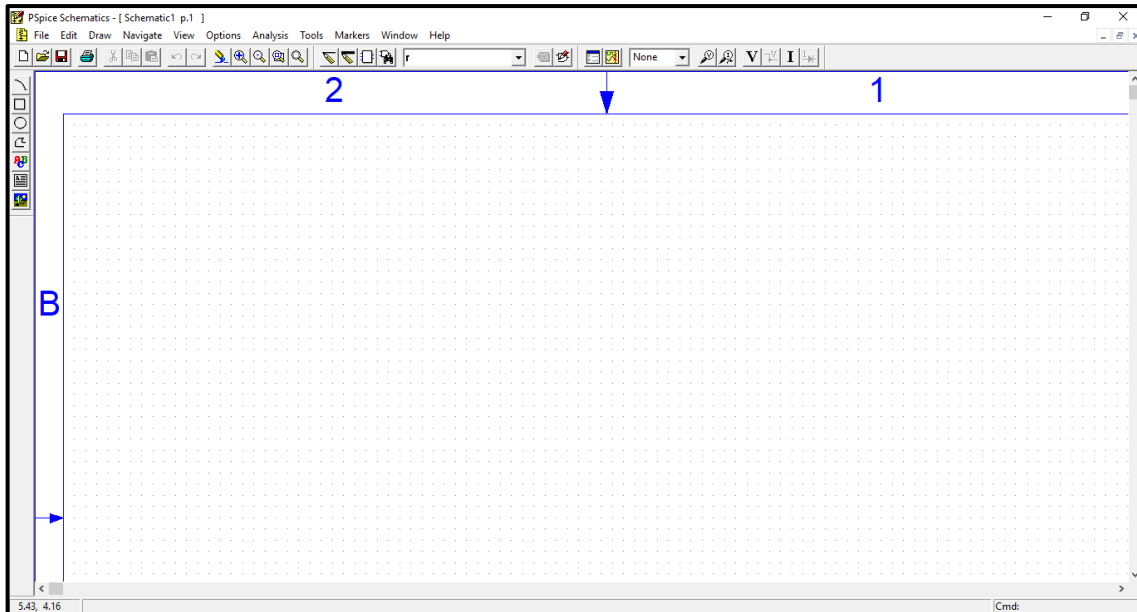 PSpice Schematics - [ Schematic1 p.1 ]
File Edit Draw Navigate View Options Analysis Tools Markers Window Help
r None V I
2 1
ABC
B
5.43, 4.16 Cmd: